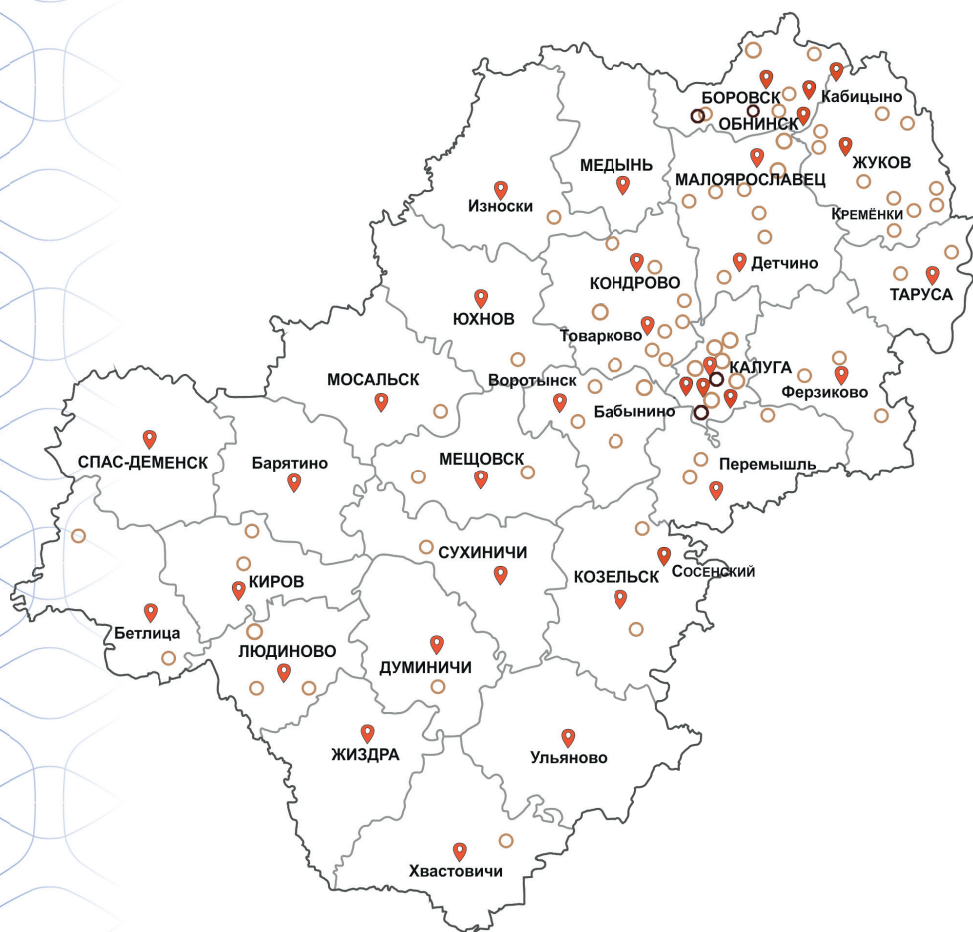 БОРОВСК
Кабицыно
ОБНИНСК
МЕДЫНЬ
ЖУКОВ
МАЛОЯРОСЛАВЕЦ
Износки
КРЕМЁНКИ
Детчино
КОНДРОВО
ТАРУСА
ЮХНОВ
Товарково
КАЛУГА
МОСАЛЬСК
Воротынск
Ферзиково
Бабынино
СПАС-ДЕМЕНСК
Барятино
МЕЩОВСК
Перемышль
СУХИНИЧИ
КОЗЕЛЬСК
СОСЕНСКИЙ
КИРОВ
Бетлица
ЛЮДИНОВО
ДУМИНИЧИ
ЖИЗДРА
Ульяново
Хвастовичи